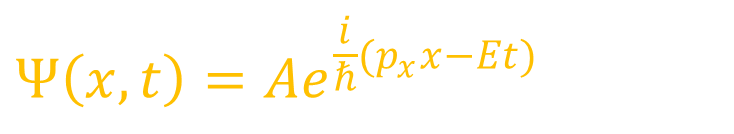 Ψ(x, t) = Ae^{\frac{i}{ℏ}(p_x x−Et)}